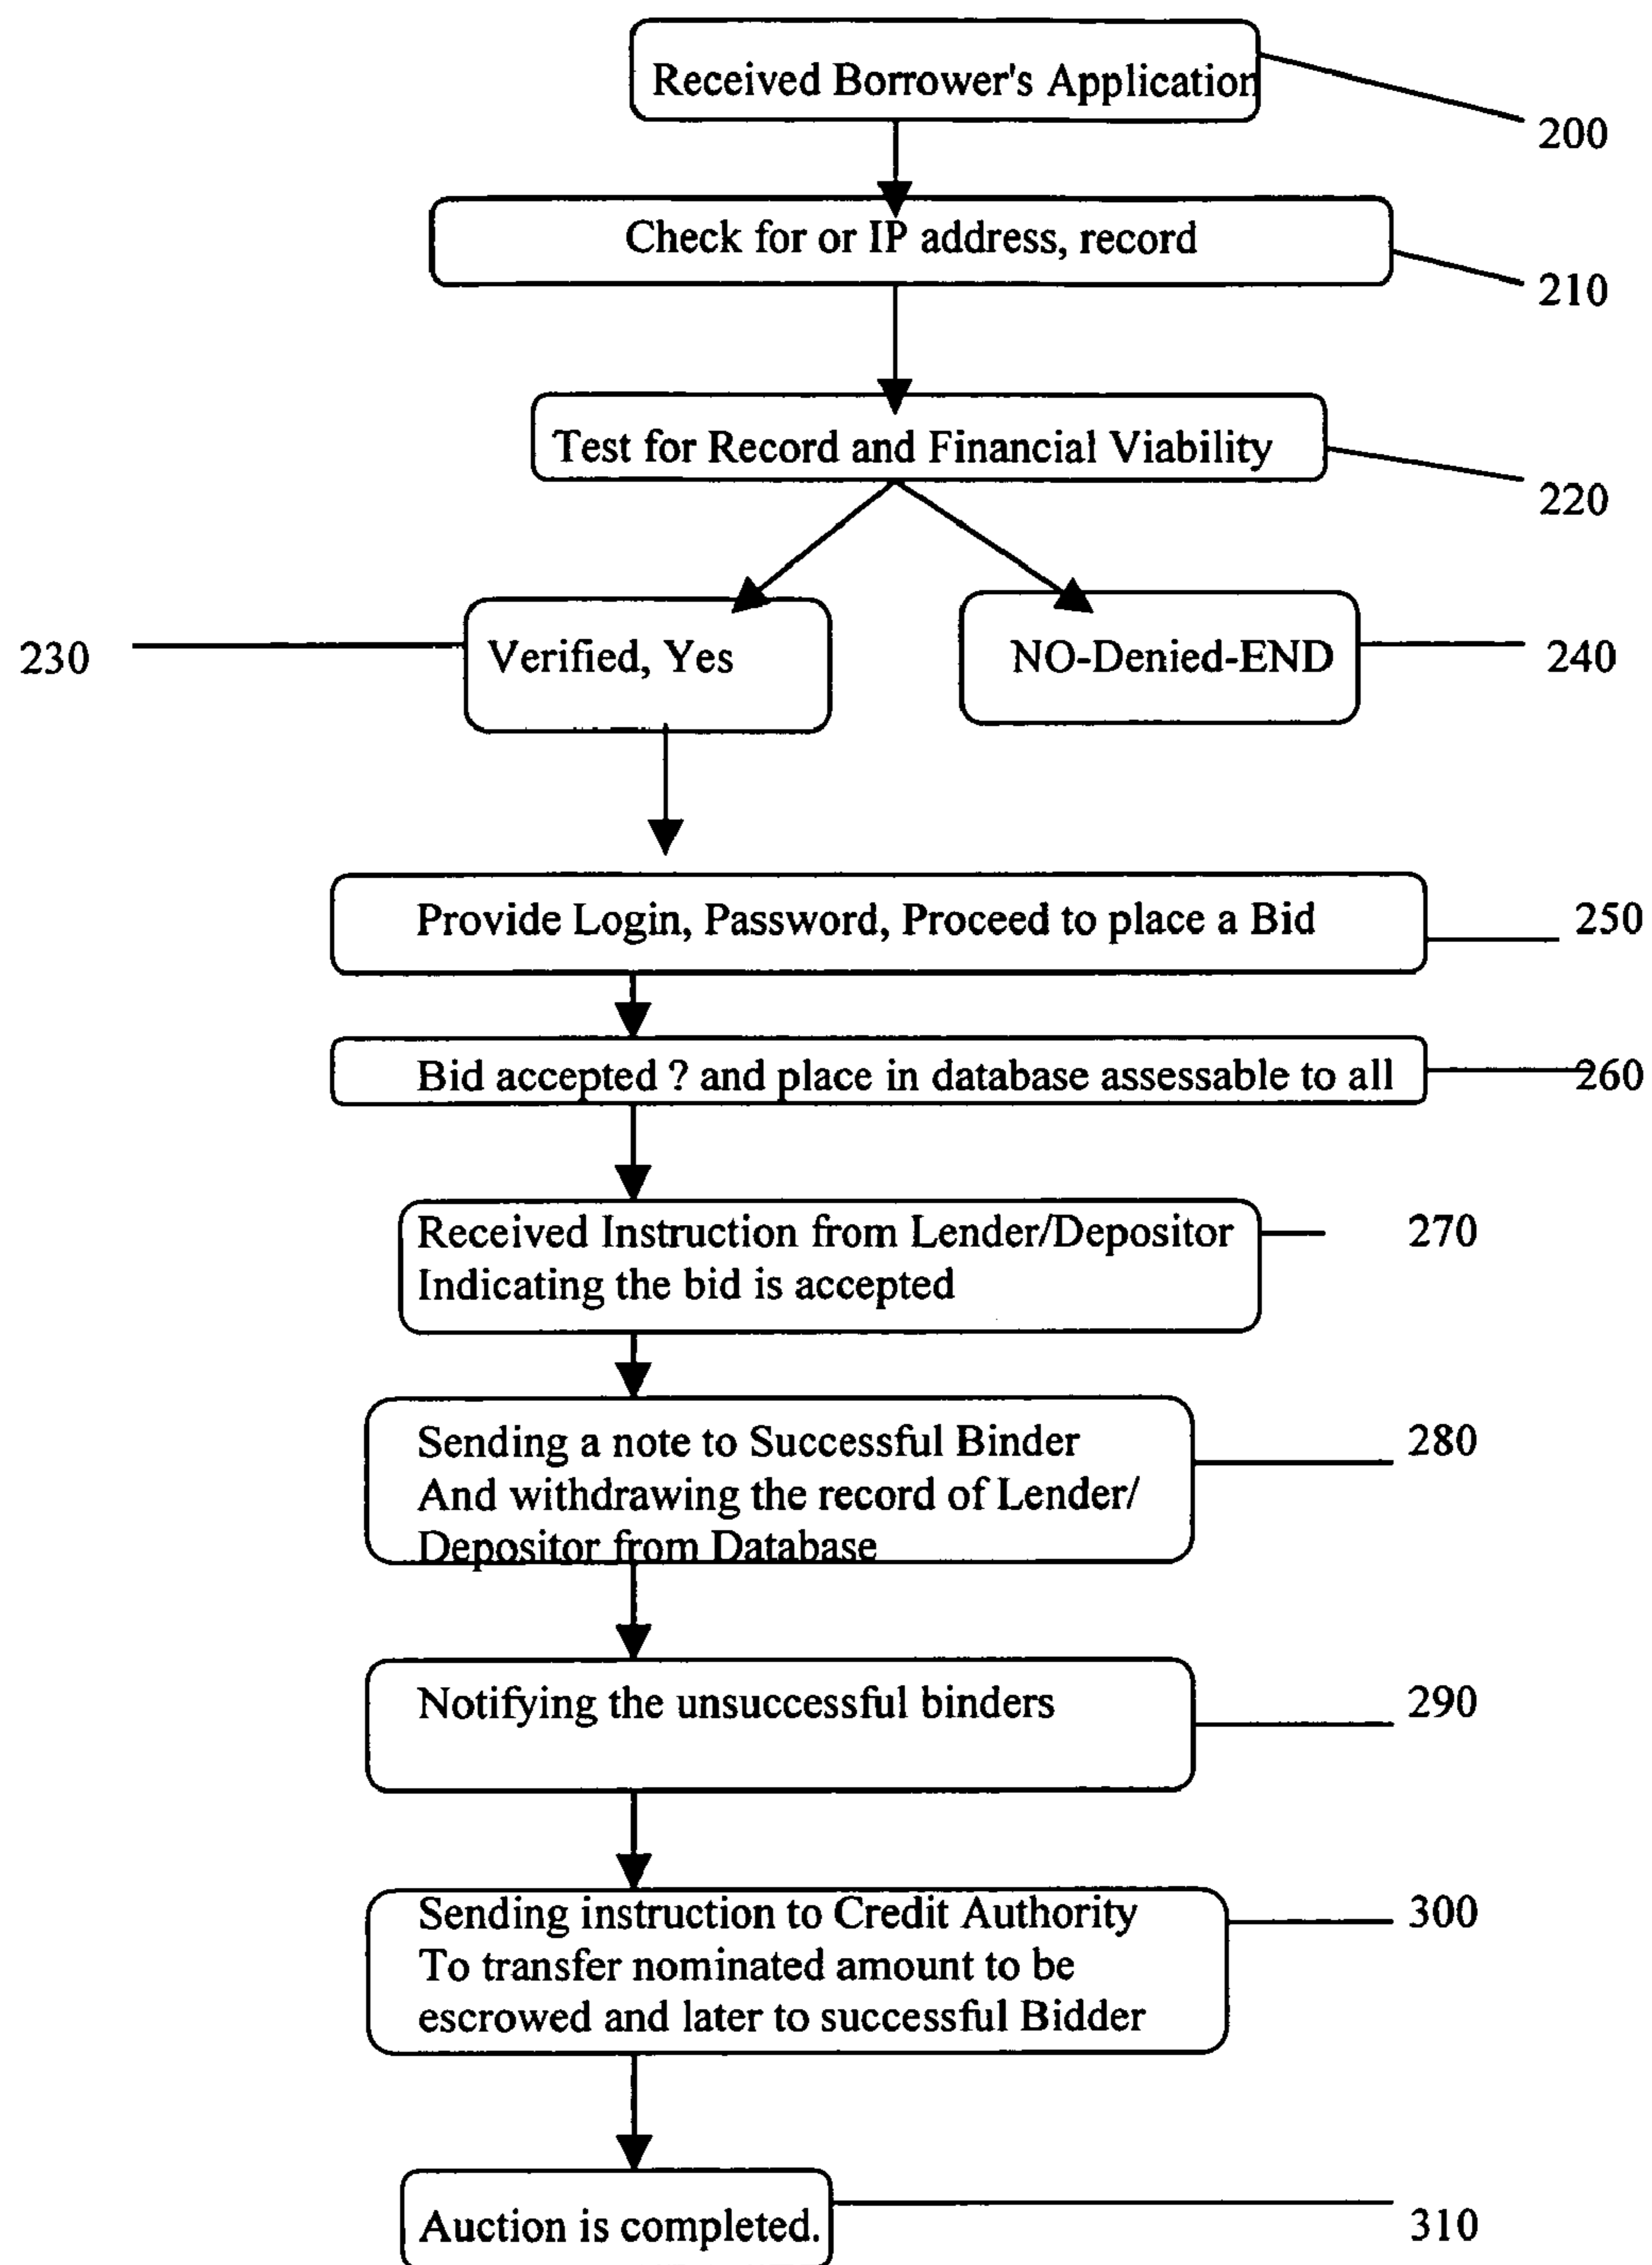 Received Borrower's Application
200
Check for or IP address, record
210
Test for Record and Financial Viability
220
230
Verified, Yes
NO-Denied-END
240
Provide Login, Password, Proceed to place a Bid
250
Bid accepted ? and place in database assessable to all
260
Received Instruction from Lender/Depositor
Indicating the bid is accepted
270
Sending a note to Successful Binder
And withdrawing the record of Lender/
Depositor from Database
280
Notifying the unsuccessful binders
290
Sending instruction to Credit Authority
To transfer nominated amount to be
escrowed and later to successful Bidder
300
Auction is completed.
310